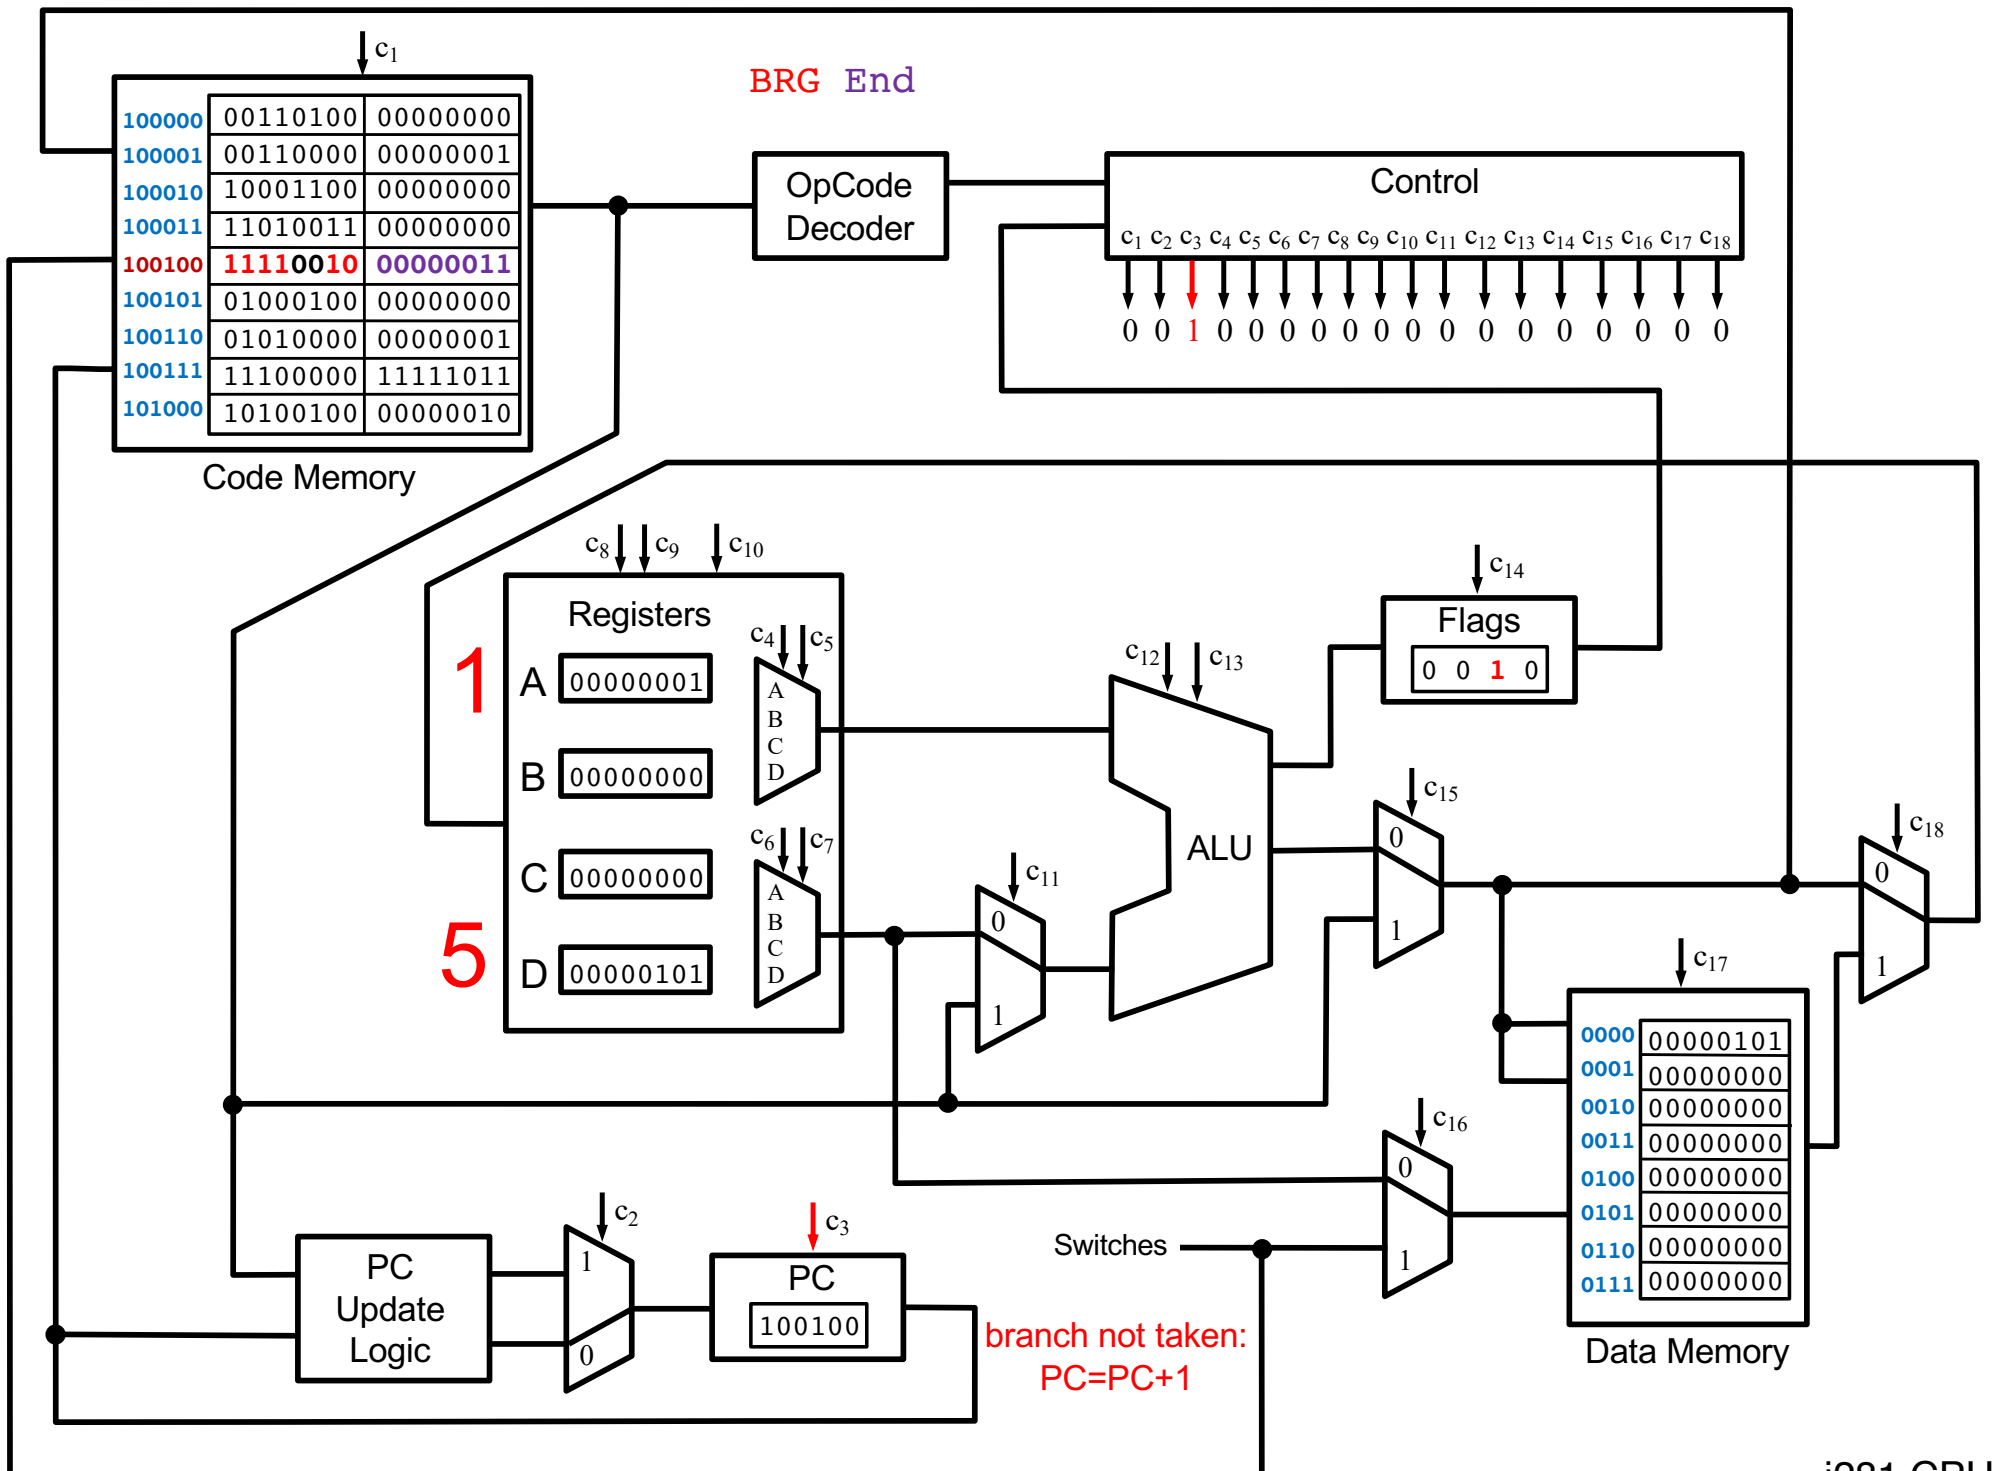 c1
BRG End
100000 00110100 00000000
100001 00110000 00000001
100010 10001100 00000000
100011 11010011 00000000
100100 11110010 00000011
100101 01000100 00000000
100110 01010000 00000001
100111 11100000 11111011
101000 10100100 00000010
Code Memory
OpCode
Decoder
Control
c1 c2 c3 c4 c5 c6 c7 c8 c9 c10 c11 c12 c13 c14 c15 c16 c17 c18
0 0 1 0 0 0 0 0 0 0 0 0 0 0 0 0 0 0
c8 c9 c10
Registers
1
A 00000001
B 00000000
C 00000000
5
D 00000101
c4 c5
A
B
C
D
c6 c7
A
B
C
D
c11
0
1
c12 c13
ALU
c14
Flags
0 0 1 0
c15
0
1
c18
0
1
c17
0000 00000101
0001 00000000
0010 00000000
0011 00000000
0100 00000000
0101 00000000
0110 00000000
0111 00000000
Data Memory
c16
0
1
Switches
PC
Update
Logic
c2
1
0
c3
PC
100100
branch not taken:
PC=PC+1
i281 CPU